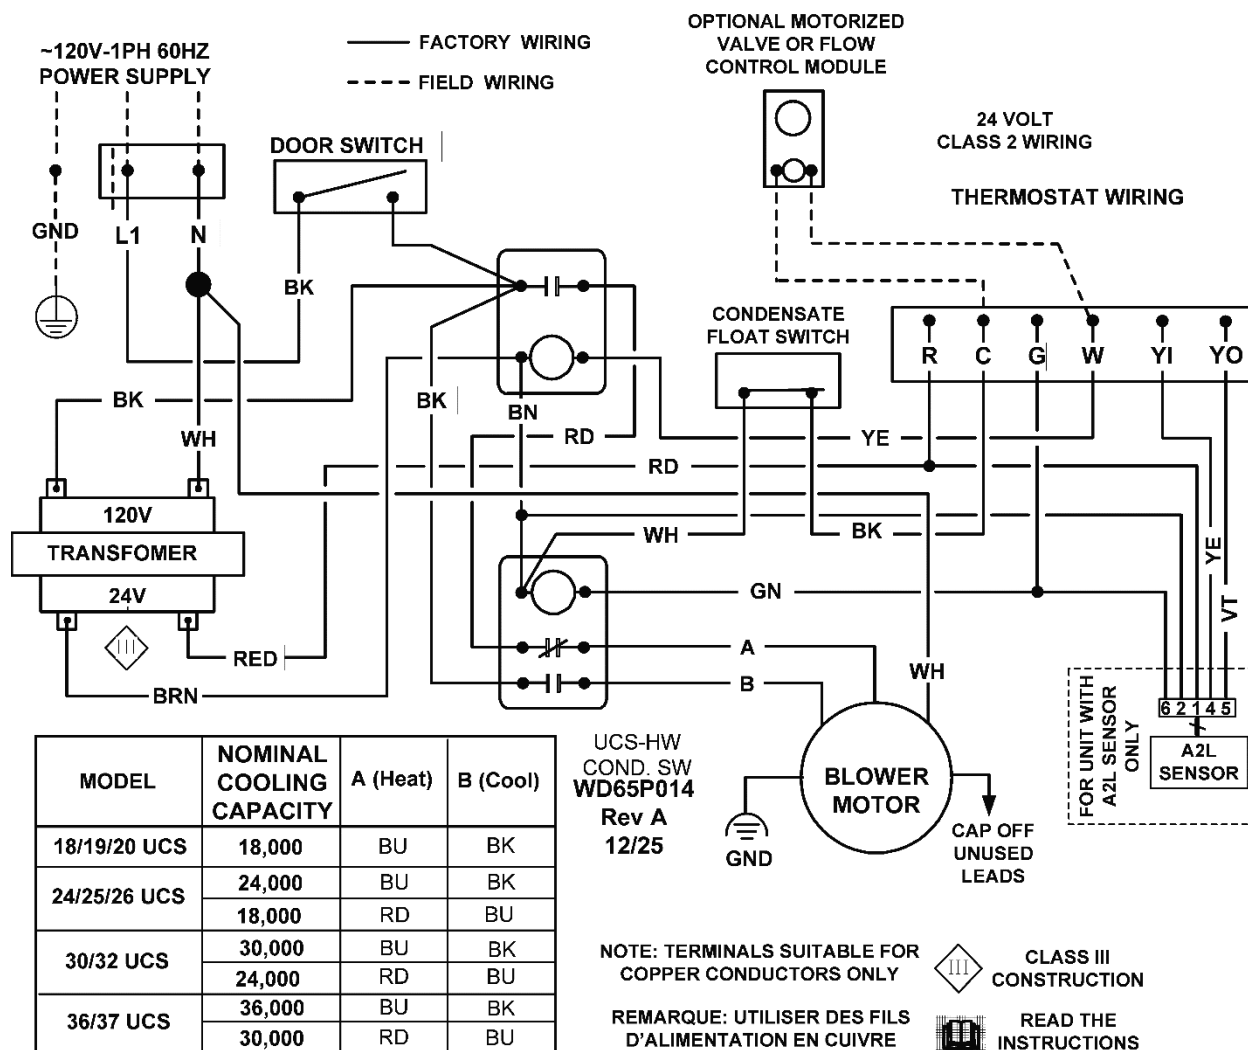 ~120V-1PH 60HZ
POWER SUPPLY
FACTORY WIRING
FIELD WIRING
OPTIONAL MOTORIZED
VALVE OR FLOW
CONTROL MODULE
24 VOLT
CLASS 2 WIRING
THERMOSTAT WIRING
DOOR SWITCH
GND
L1
N
BK
CONDENSATE
FLOAT SWITCH
R
C
G
W
YI
YO
BK
WH
BK
BN
RD
YE
RD
120V
TRANSFOMER
24V
III
WH
BK
GN
YE
VT
RED
BRN
A
B
WH
6 2 1 4 5
A2L
SENSOR
FOR UNIT WITH
A2L SENSOR
ONLY
BLOWER
MOTOR
GND
CAP OFF
UNUSED
LEADS
UCS-HW
COND. SW
WD65P014
Rev A
12/25
MODEL
NOMINAL
COOLING
CAPACITY
A (Heat)
B (Cool)
18/19/20 UCS
18,000
BU
BK
24/25/26 UCS
24,000
BU
BK
18,000
RD
BU
30/32 UCS
30,000
BU
BK
24,000
RD
BU
36/37 UCS
36,000
BU
BK
30,000
RD
BU
NOTE: TERMINALS SUITABLE FOR
COPPER CONDUCTORS ONLY
III
CLASS III
CONSTRUCTION
REMARQUE: UTILISER DES FILS
D'ALIMENTATION EN CUIVRE
READ THE
INSTRUCTIONS